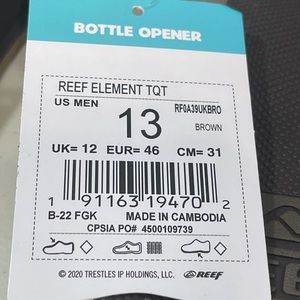 BOTTLE OPENER
REEF ELEMENT TQT
US MEN
13
RF0A39UKBRO
BROWN
UK= 12 EUR= 46 CM= 31
1 91163 19470 2
B-22 FGK MADE IN CAMBODIA
CPSIA PO# 4500109739
© 2020 TRESTLES IP HOLDINGS, LLC. REEF